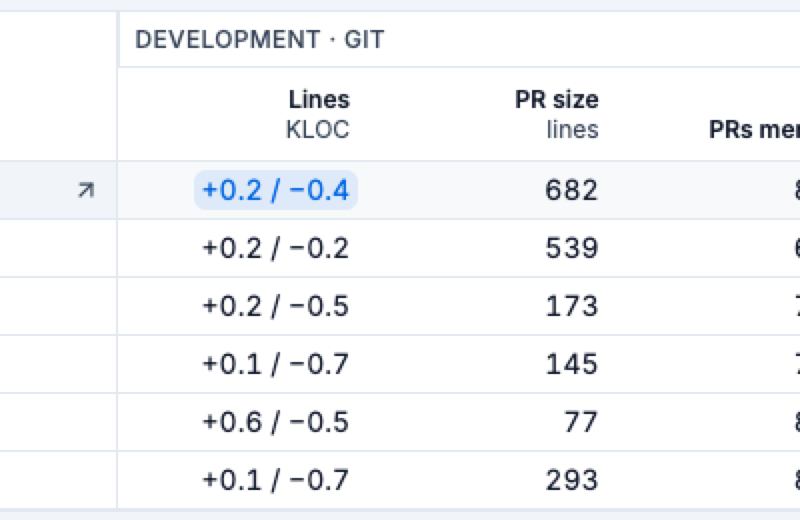 DEVELOPMENT · GIT
Lines PR size
KLOC lines PRs
+0.2 / −0.4 682
+0.2 / −0.2 539
+0.2 / −0.5 173
+0.1 / −0.7 145
+0.6 / −0.5 77
+0.1 / −0.7 293